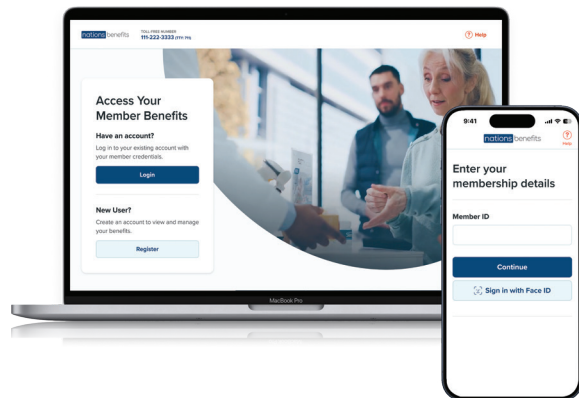 nations benefits
TOLL-FREE NUMBER
111-222-3333 (TTY: 711)
? Help
Access Your
Member Benefits
Have an account?
Log in to your existing account with
your member credentials.
Login
New User?
Create an account to view and manage
your benefits.
Register
MacBook Pro
9:41
nations benefits
?
Help
Enter your
membership details
Member ID
Continue
Sign in with Face ID